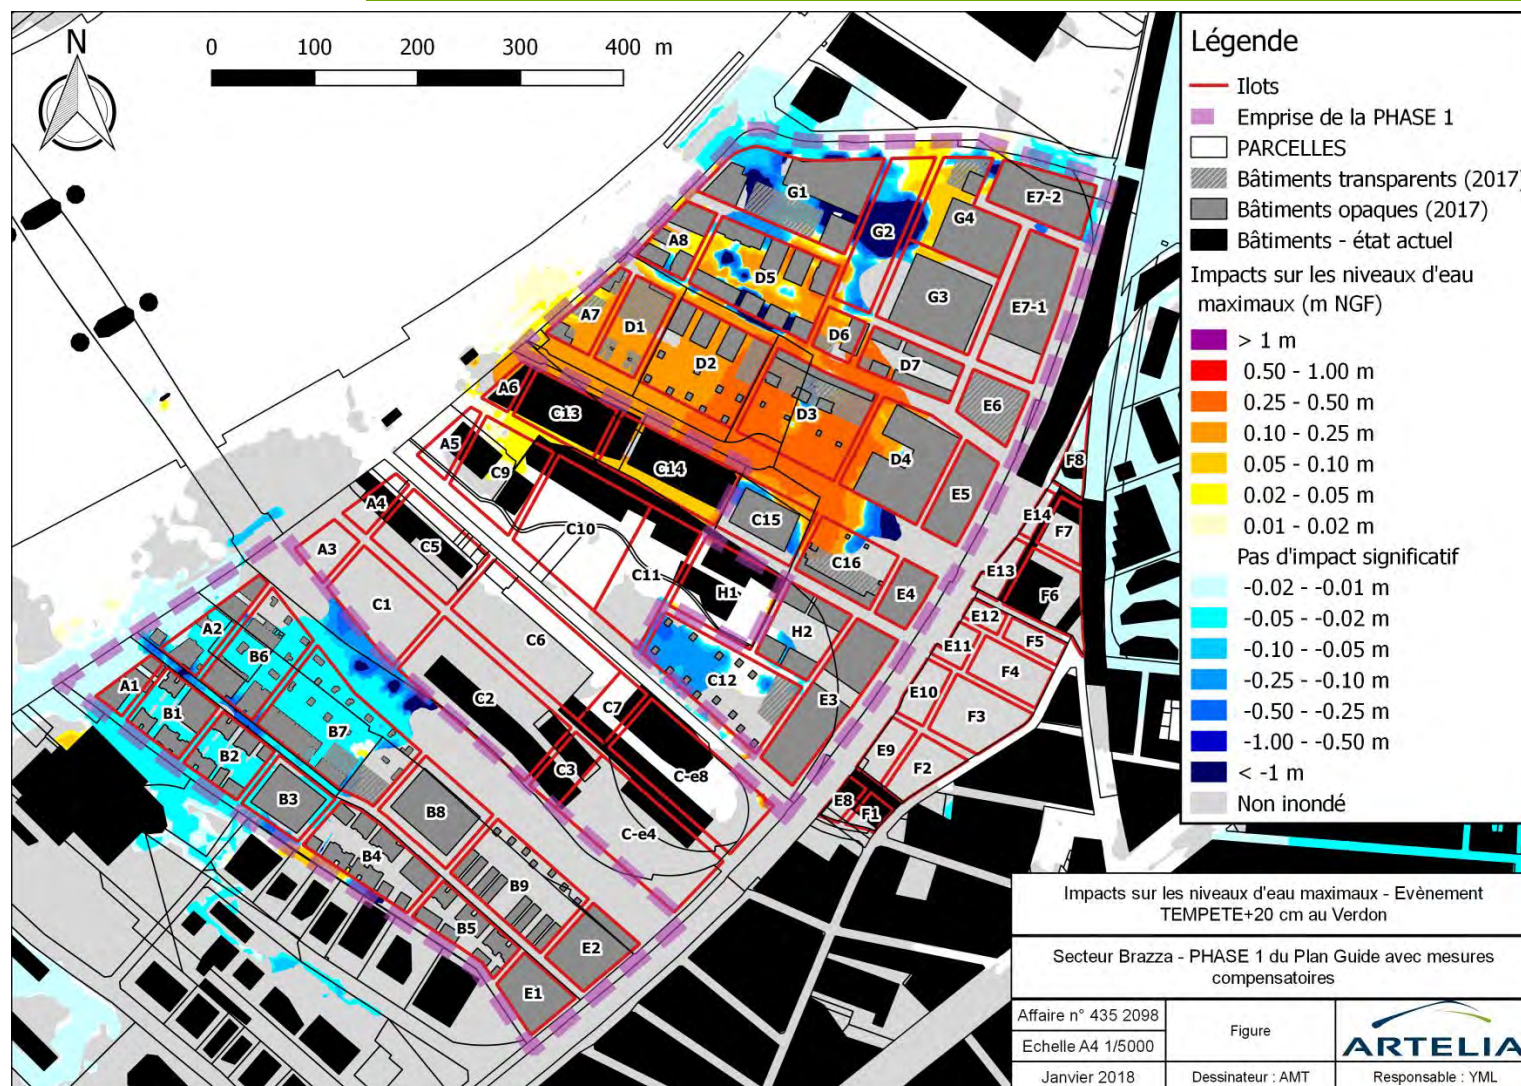 N
0 100 200 300 400 m
Légende
Ilots
Emprise de la PHASE 1
PARCELLES
Bâtiments transparents (2017)
Bâtiments opaques (2017)
Bâtiments - état actuel
Impacts sur les niveaux d'eau
maximaux (m NGF)
> 1 m
0.50 - 1.00 m
0.25 - 0.50 m
0.10 - 0.25 m
0.05 - 0.10 m
0.02 - 0.05 m
0.01 - 0.02 m
Pas d'impact significatif
-0.02 - -0.01 m
-0.05 - -0.02 m
-0.10 - -0.05 m
-0.25 - -0.10 m
-0.50 - -0.25 m
-1.00 - -0.50 m
< -1 m
Non inondé
G1
G2
G4
E7-2
A8
D5
G3
E7-1
A7
D1
D6
D2
D7
A6
C13
D3
E6
A5
C9
C14
D4
F8
A4
C15
E5
E14
F7
A3
C5
C10
C16
E13
C11
H1
E4
F6
C1
E12
A2
C6
H2
E11
F5
B6
F4
A1
C12
E10
B1
C2
C7
E3
F3
B7
B2
E9
C3
C-e8
F2
B3
B8
E8
F1
C-e4
B4
B9
B5
E2
E1
Impacts sur les niveaux d'eau maximaux - Evènement
TEMPETE+20 cm au Verdon
Secteur Brazza - PHASE 1 du Plan Guide avec mesures
compensatoires
Affaire n° 435 2098
Figure
Echelle A4 1/5000
ARTELIA
Janvier 2018
Dessinateur : AMT
Responsable : YML